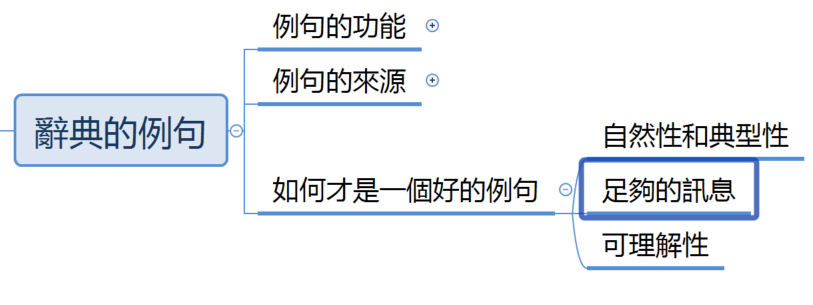 例句的功能
例句的來源
辭典的例句
自然性和典型性
如何才是一個好的例句
足夠的訊息
可理解性